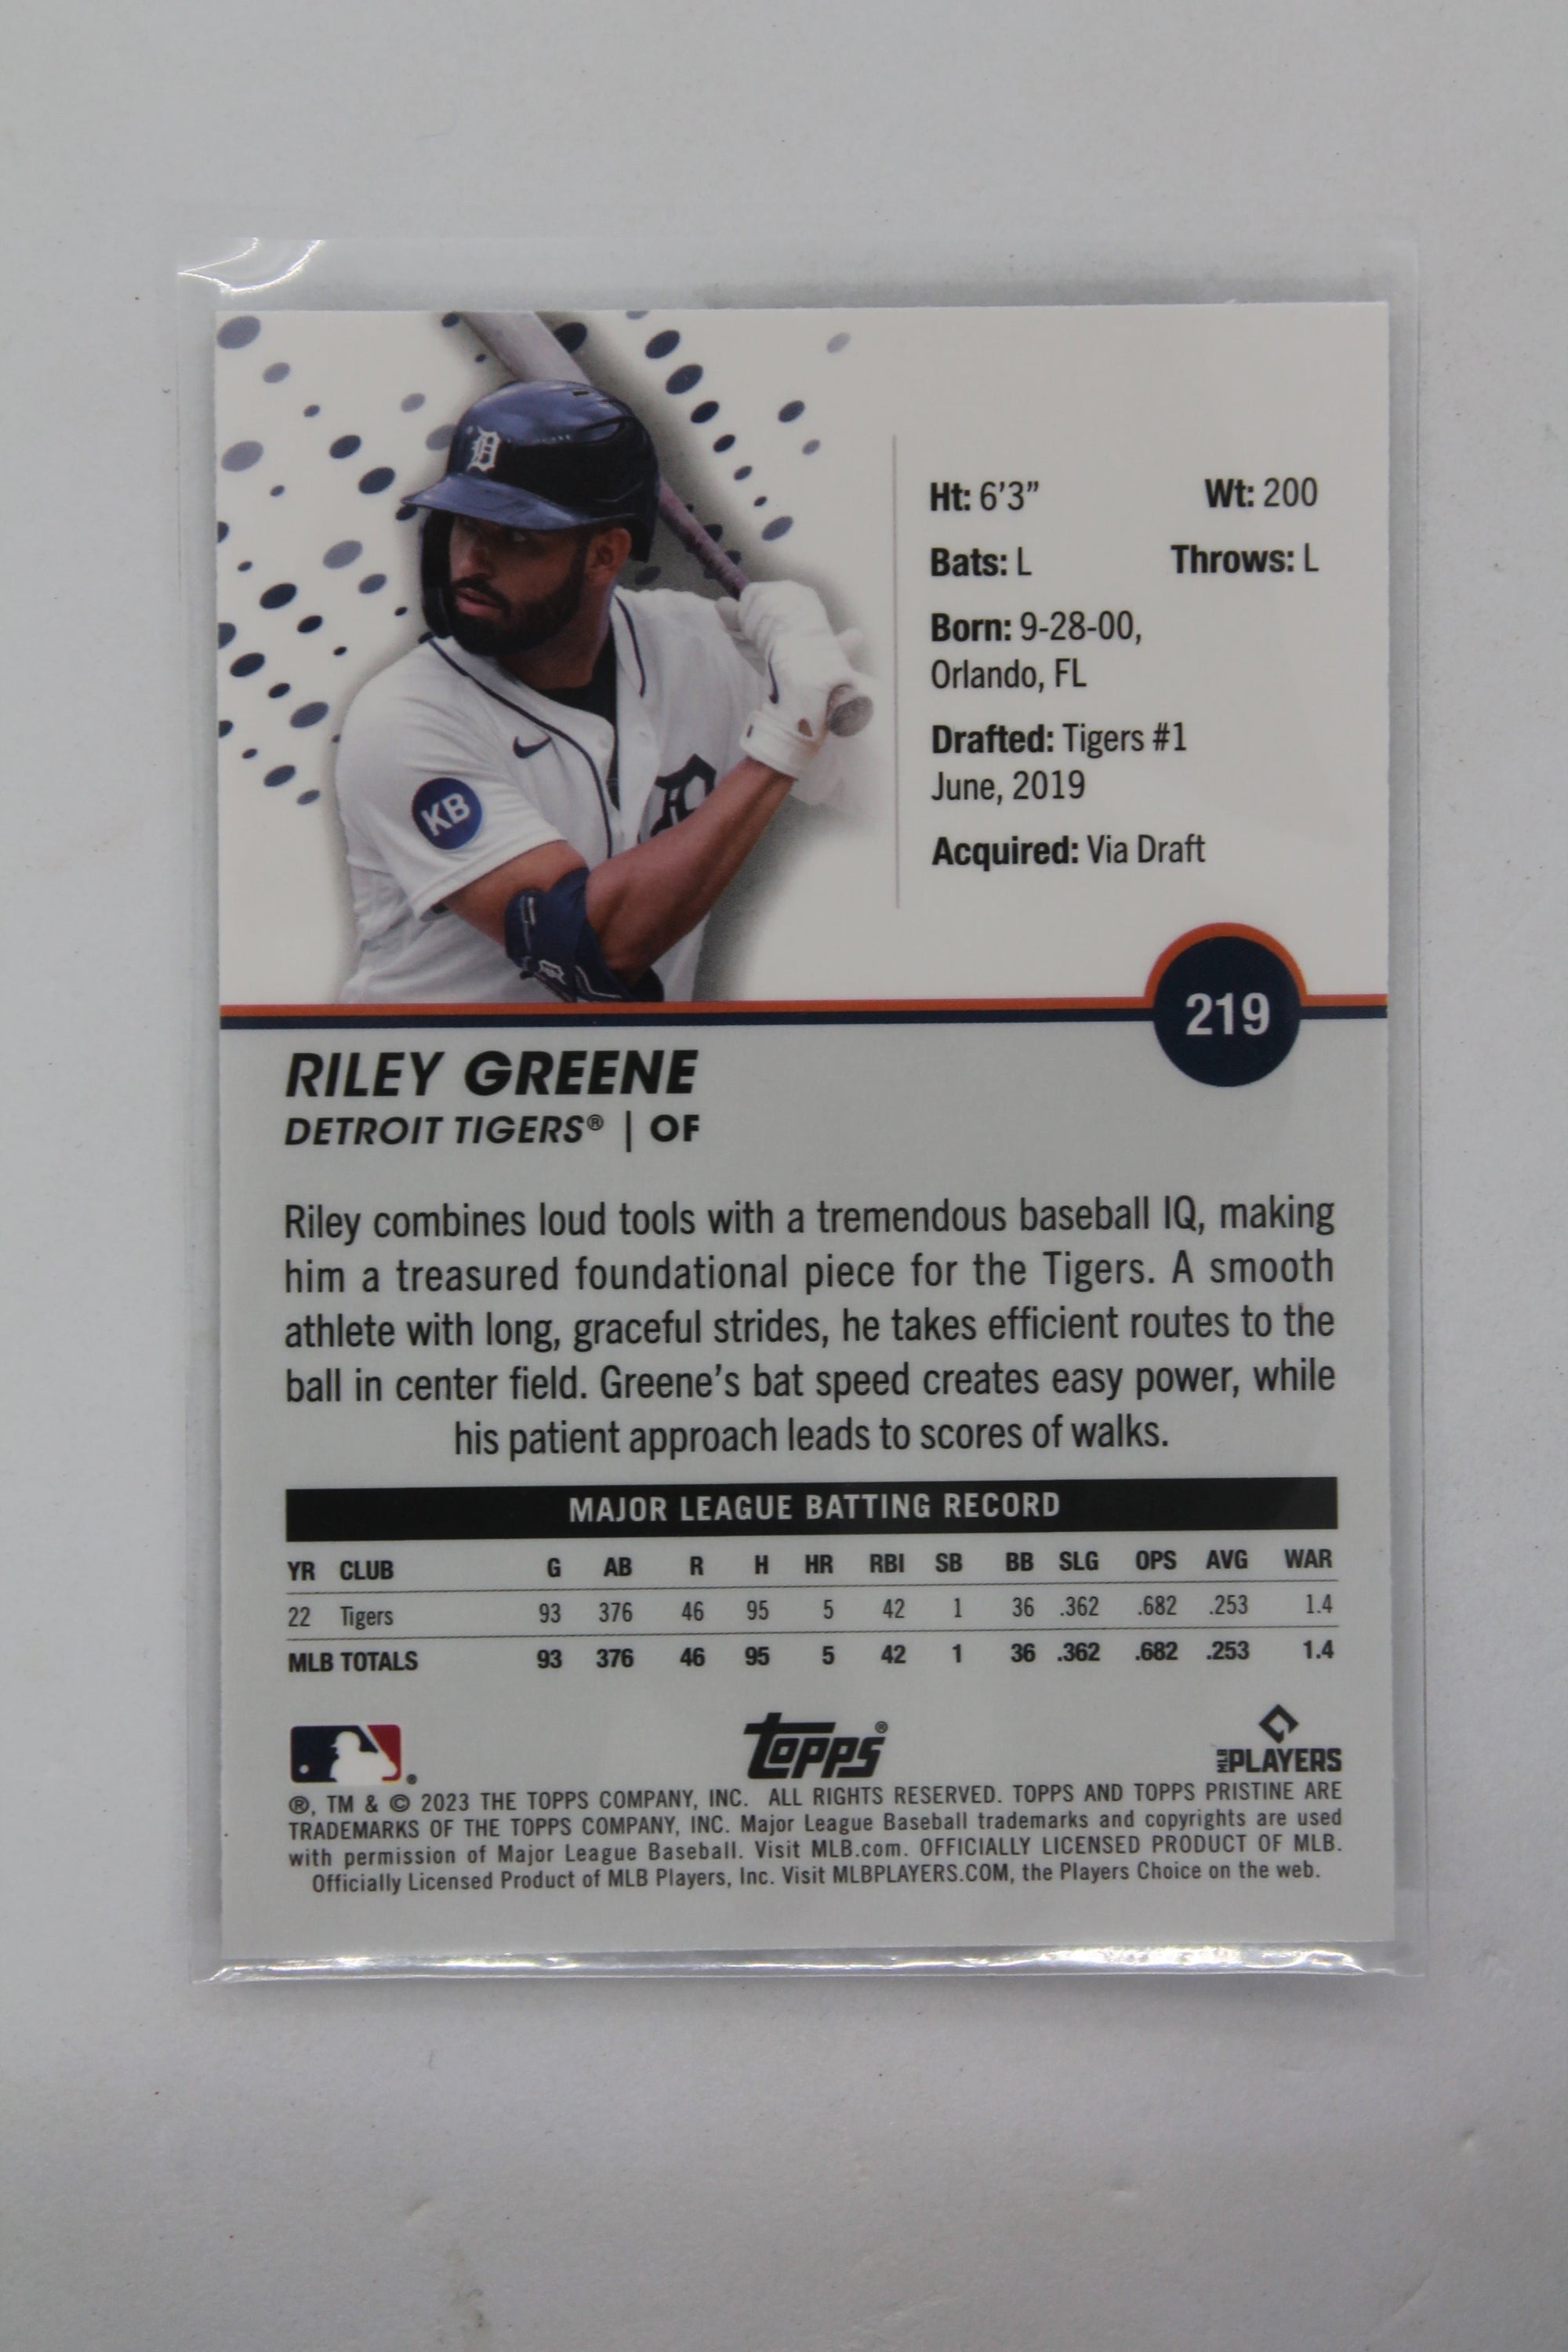 KB
Ht: 6'3" Wt: 200
Bats: L Throws: L
Born: 9-28-00,
Orlando, FL
Drafted: Tigers #1
June, 2019
Acquired: Via Draft
219
RILEY GREENE
DETROIT TIGERS® | OF
Riley combines loud tools with a tremendous baseball IQ, making
him a treasured foundational piece for the Tigers. A smooth
athlete with long, graceful strides, he takes efficient routes to the
ball in center field. Greene's bat speed creates easy power, while
his patient approach leads to scores of walks.
MAJOR LEAGUE BATTING RECORD
YR CLUB G AB R H HR RBI SB BB SLG OPS AVG WAR
22 Tigers 93 376 46 95 5 42 1 36 .362 .682 .253 1.4
MLB TOTALS 93 376 46 95 5 42 1 36 .362 .682 .253 1.4
topps®
MLB PLAYERS
®, TM & © 2023 THE TOPPS COMPANY, INC. ALL RIGHTS RESERVED. TOPPS AND TOPPS PRISTINE ARE
TRADEMARKS OF THE TOPPS COMPANY, INC. Major League Baseball trademarks and copyrights are used
with permission of Major League Baseball. Visit MLB.com. OFFICIALLY LICENSED PRODUCT OF MLB.
Officially Licensed Product of MLB Players, Inc. Visit MLBPLAYERS.COM, the Players Choice on the web.